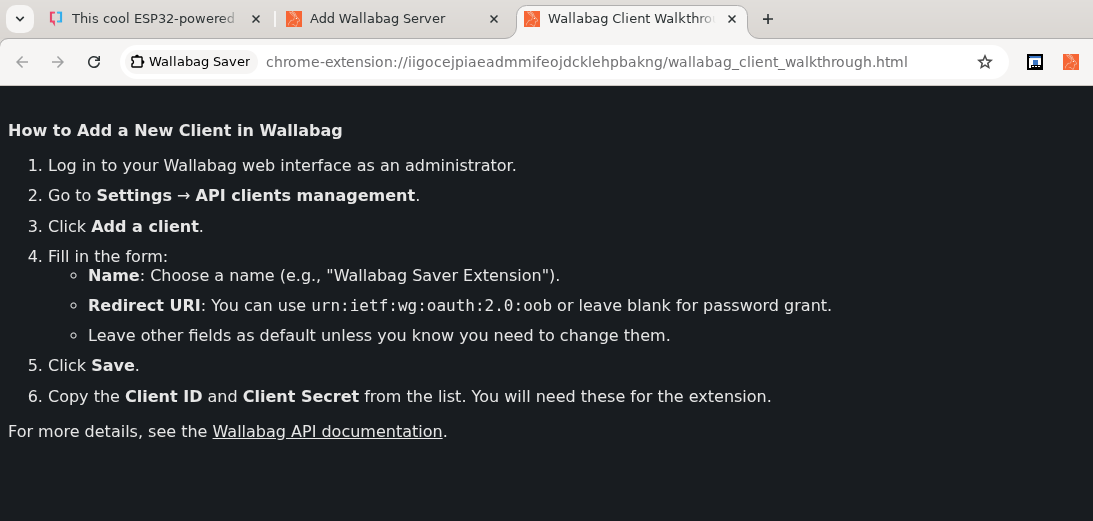 This cool ESP32-powered
Add Wallabag Server
Wallabag Client Walkthro
Wallabag Saver
chrome-extension://iigocejpiaeadmmifeojdcklehpbakng/wallabag_client_walkthrough.html
How to Add a New Client in Wallabag
1. Log in to your Wallabag web interface as an administrator.
2. Go to Settings → API clients management.
3. Click Add a client.
4. Fill in the form:
◦ Name: Choose a name (e.g., "Wallabag Saver Extension").
◦ Redirect URI: You can use urn:ietf:wg:oauth:2.0:oob or leave blank for password grant.
◦ Leave other fields as default unless you know you need to change them.
5. Click Save.
6. Copy the Client ID and Client Secret from the list. You will need these for the extension.
For more details, see the Wallabag API documentation.